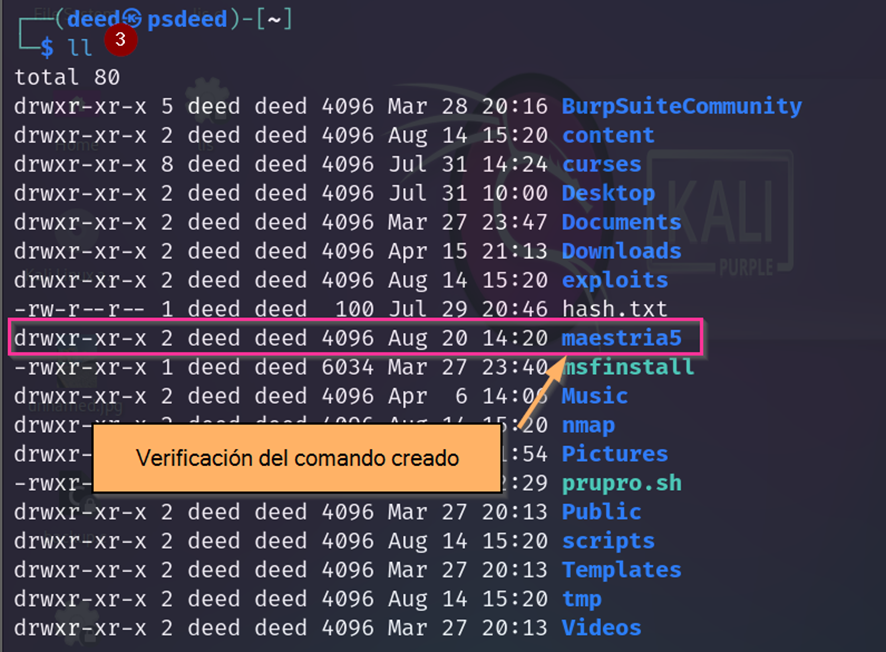 (deed㉿psdeed)-[~]
$ ll
3
total 80
drwxr-xr-x 5 deed deed 4096 Mar 28 20:16 BurpSuiteCommunity
drwxr-xr-x 2 deed deed 4096 Aug 14 15:20 content
drwxr-xr-x 8 deed deed 4096 Jul 31 14:24 curses
drwxr-xr-x 2 deed deed 4096 Jul 31 10:00 Desktop
drwxr-xr-x 2 deed deed 4096 Mar 27 23:47 Documents
drwxr-xr-x 2 deed deed 4096 Apr 15 21:13 Downloads
drwxr-xr-x 2 deed deed 4096 Aug 14 15:20 exploits
-rw-r--r-- 1 deed deed  100 Jul 29 20:46 hash.txt
drwxr-xr-x 2 deed deed 4096 Aug 20 14:20 maestria5
-rwxr-xr-x 1 deed deed 6034 Mar 27 23:40 msfinstall
drwxr-xr-x 2 deed deed 4096 Apr  6 14:06 Music
:20 nmap
:54 Pictures
:29 prupro.sh
Verificación del comando creado
drwxr-xr-x 2 deed deed 4096 Mar 27 20:13 Public
drwxr-xr-x 2 deed deed 4096 Aug 14 15:20 scripts
drwxr-xr-x 2 deed deed 4096 Mar 27 20:13 Templates
drwxr-xr-x 2 deed deed 4096 Aug 14 15:20 tmp
drwxr-xr-x 2 deed deed 4096 Mar 27 20:13 Videos
KALI
PURPLE
Home
unnamed.jpg